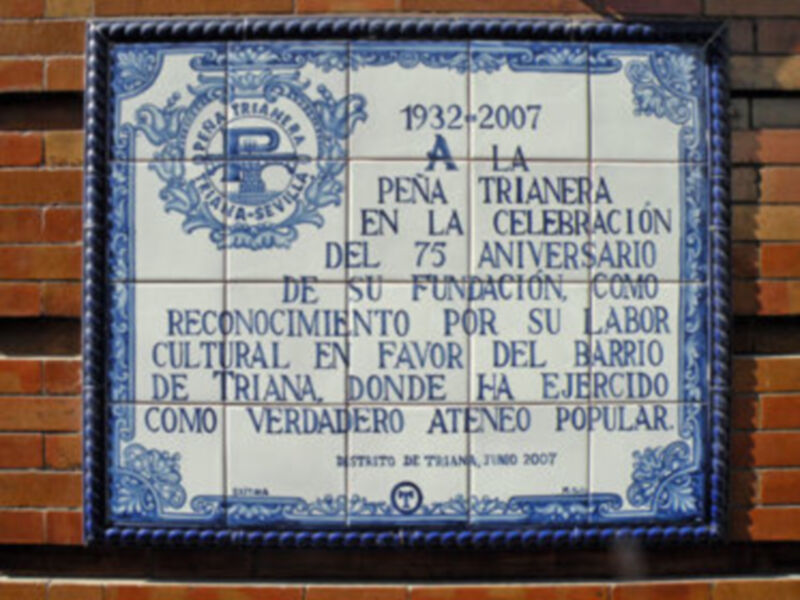 PEÑA TRIANERA
TRIANA-SEVILLA
1932-2007
A LA
PEÑA TRIANERA
EN LA CELEBRACIÓN
DEL 75 ANIVERSARIO
DE SU FUNDACIÓN, COMO
RECONOCIMIENTO POR SU LABOR
CULTURAL EN FAVOR DEL BARRIO
DE TRIANA, DONDE HA EJERCIDO
COMO VERDADERO ATENEO POPULAR.
DISTRITO DE TRIANA, JUNIO 2007